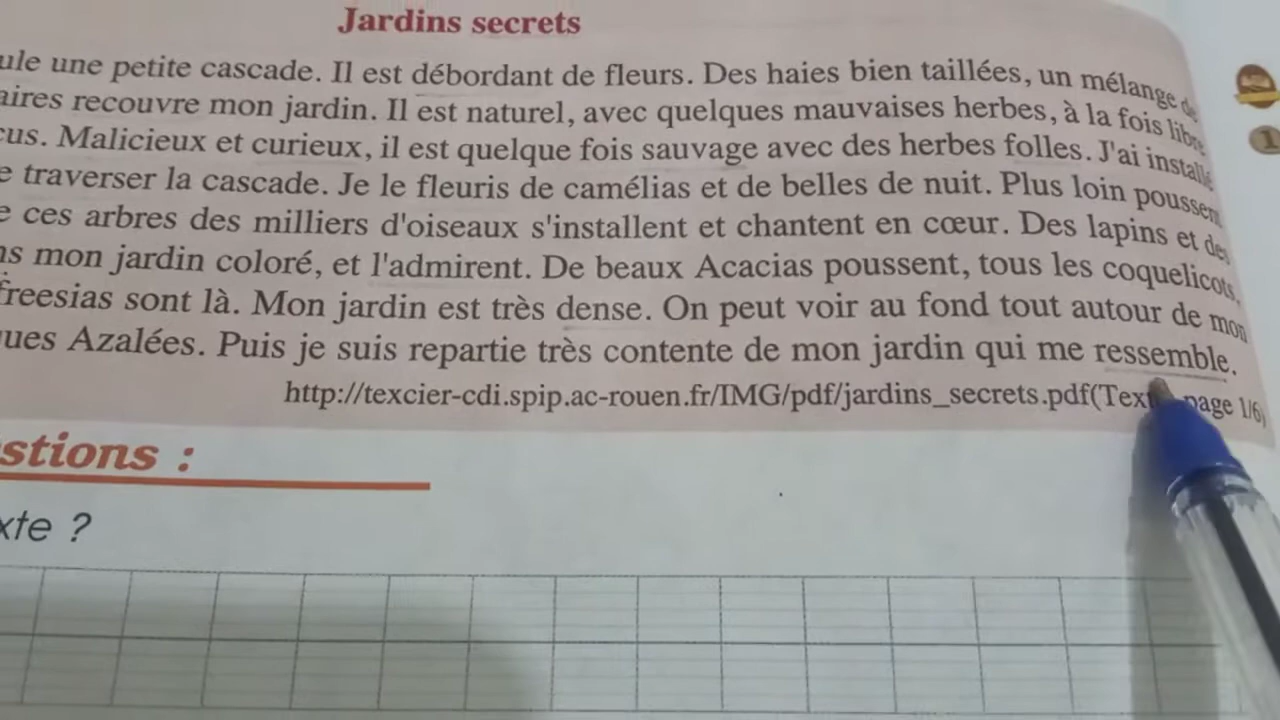 Jardins secrets
ule une petite cascade. Il est débordant de fleurs. Des haies bien taillées, un mélange de
aires recouvre mon jardin. Il est naturel, avec quelques mauvaises herbes, à la fois libre
cus. Malicieux et curieux, il est quelque fois sauvage avec des herbes folles. J'ai installé
e traverser la cascade. Je le fleuris de camélias et de belles de nuit. Plus loin poussent
e ces arbres des milliers d'oiseaux s'installent et chantent en cœur. Des lapins et des
ns mon jardin coloré, et l'admirent. De beaux Acacias poussent, tous les coquelicots,
freesias sont là. Mon jardin est très dense. On peut voir au fond tout autour de mon
ues Azalées. Puis je suis repartie très contente de mon jardin qui me ressemble.
http://texcier-cdi.spip.ac-rouen.fr/IMG/pdf/jardins_secrets.pdf(Tex page 1/6)
stions :
xte ?
1